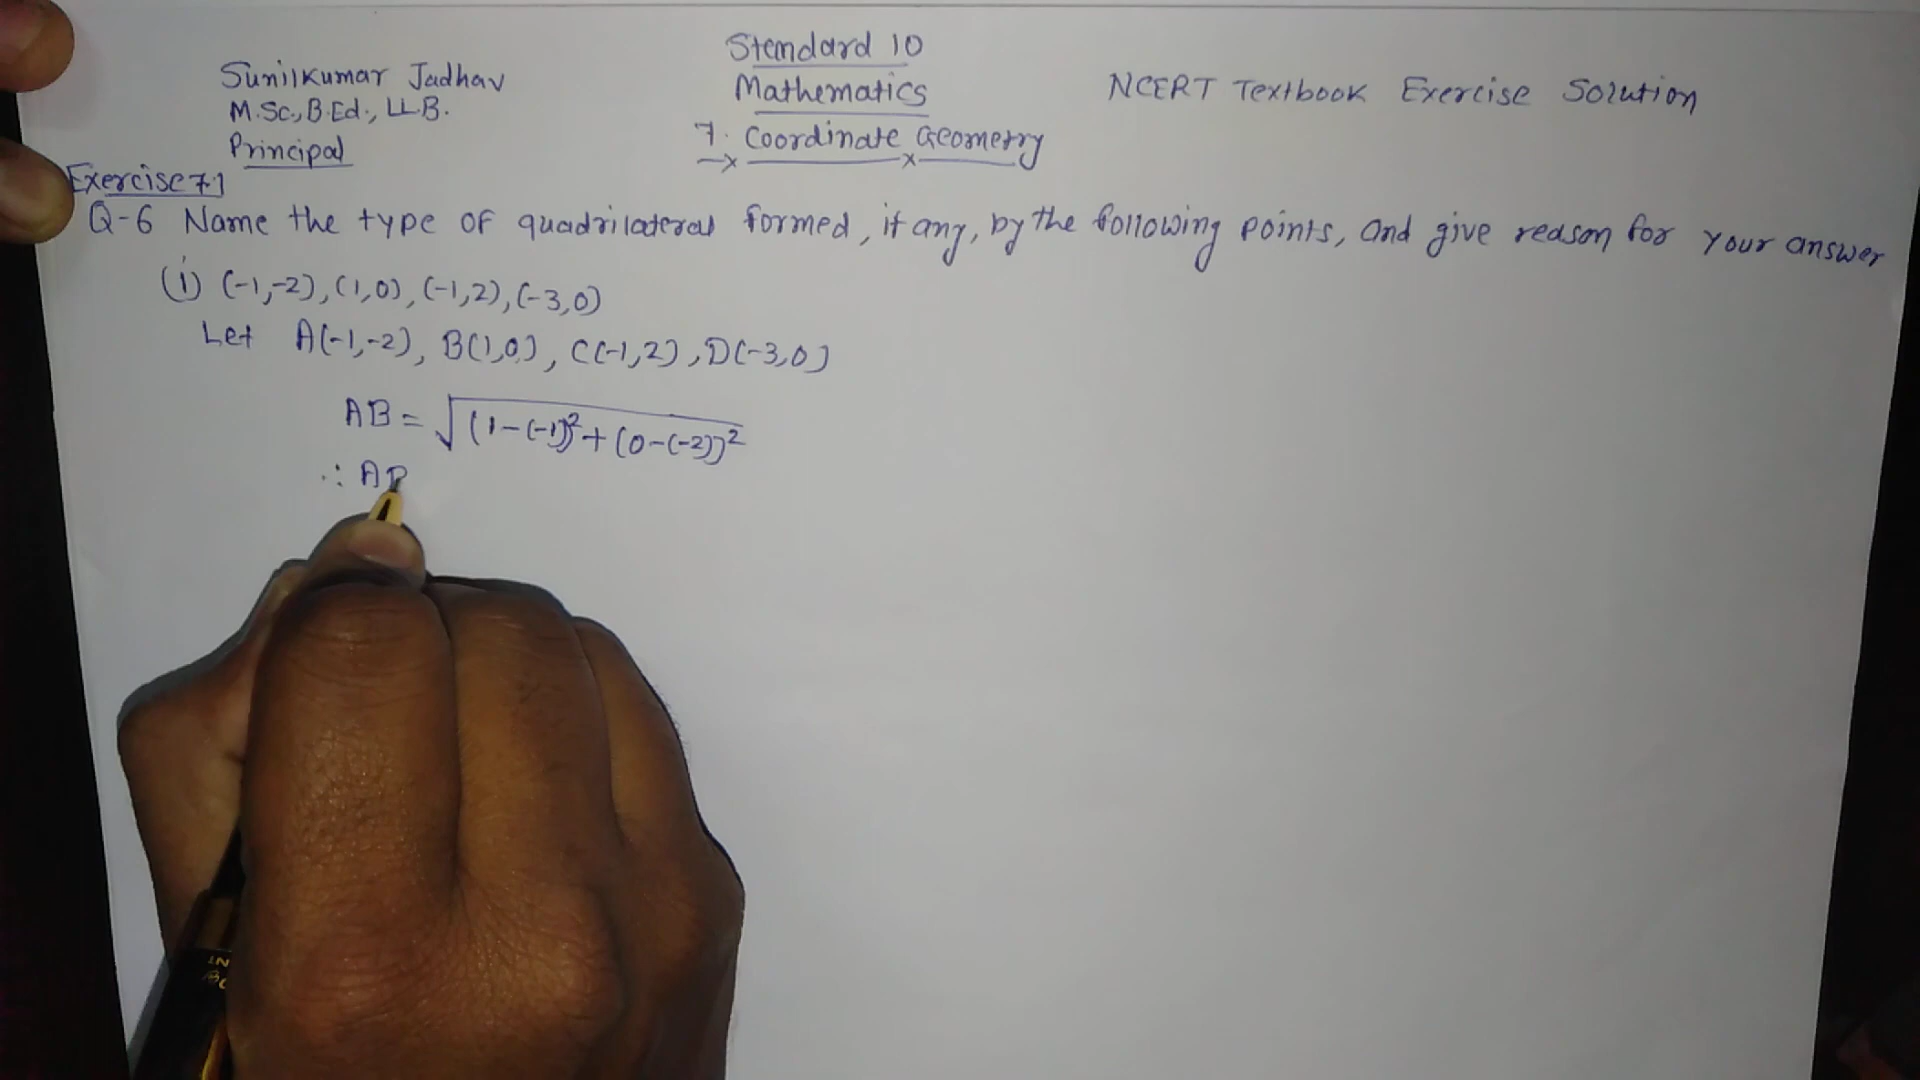 Standard 10
Sunilkumar Jadhav
Mathematics
NCERT Textbook Exercise Solution
M.Sc., B.Ed., LL.B.
7. Coordinate Geometry
Principal
Exercise 7.1
Q-6 Name the type of quadrilateral formed, if any, by the following points, and give reason for your answer
(i) (-1,-2), (1,0), (-1,2), (-3,0)
Let A(-1,-2), B(1,0), C(-1,2), D(-3,0)
AB = √(1-(-1))²+(0-(-2))²
∴ AB